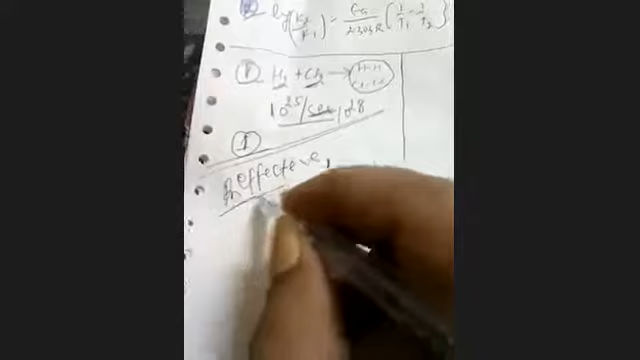 log(K2/K1) = Ea/2.303R (1/T1 - 1/T2)
① H2 + Cl2 → H-H Cl-Cl
10^25/sec, 28
①
effective